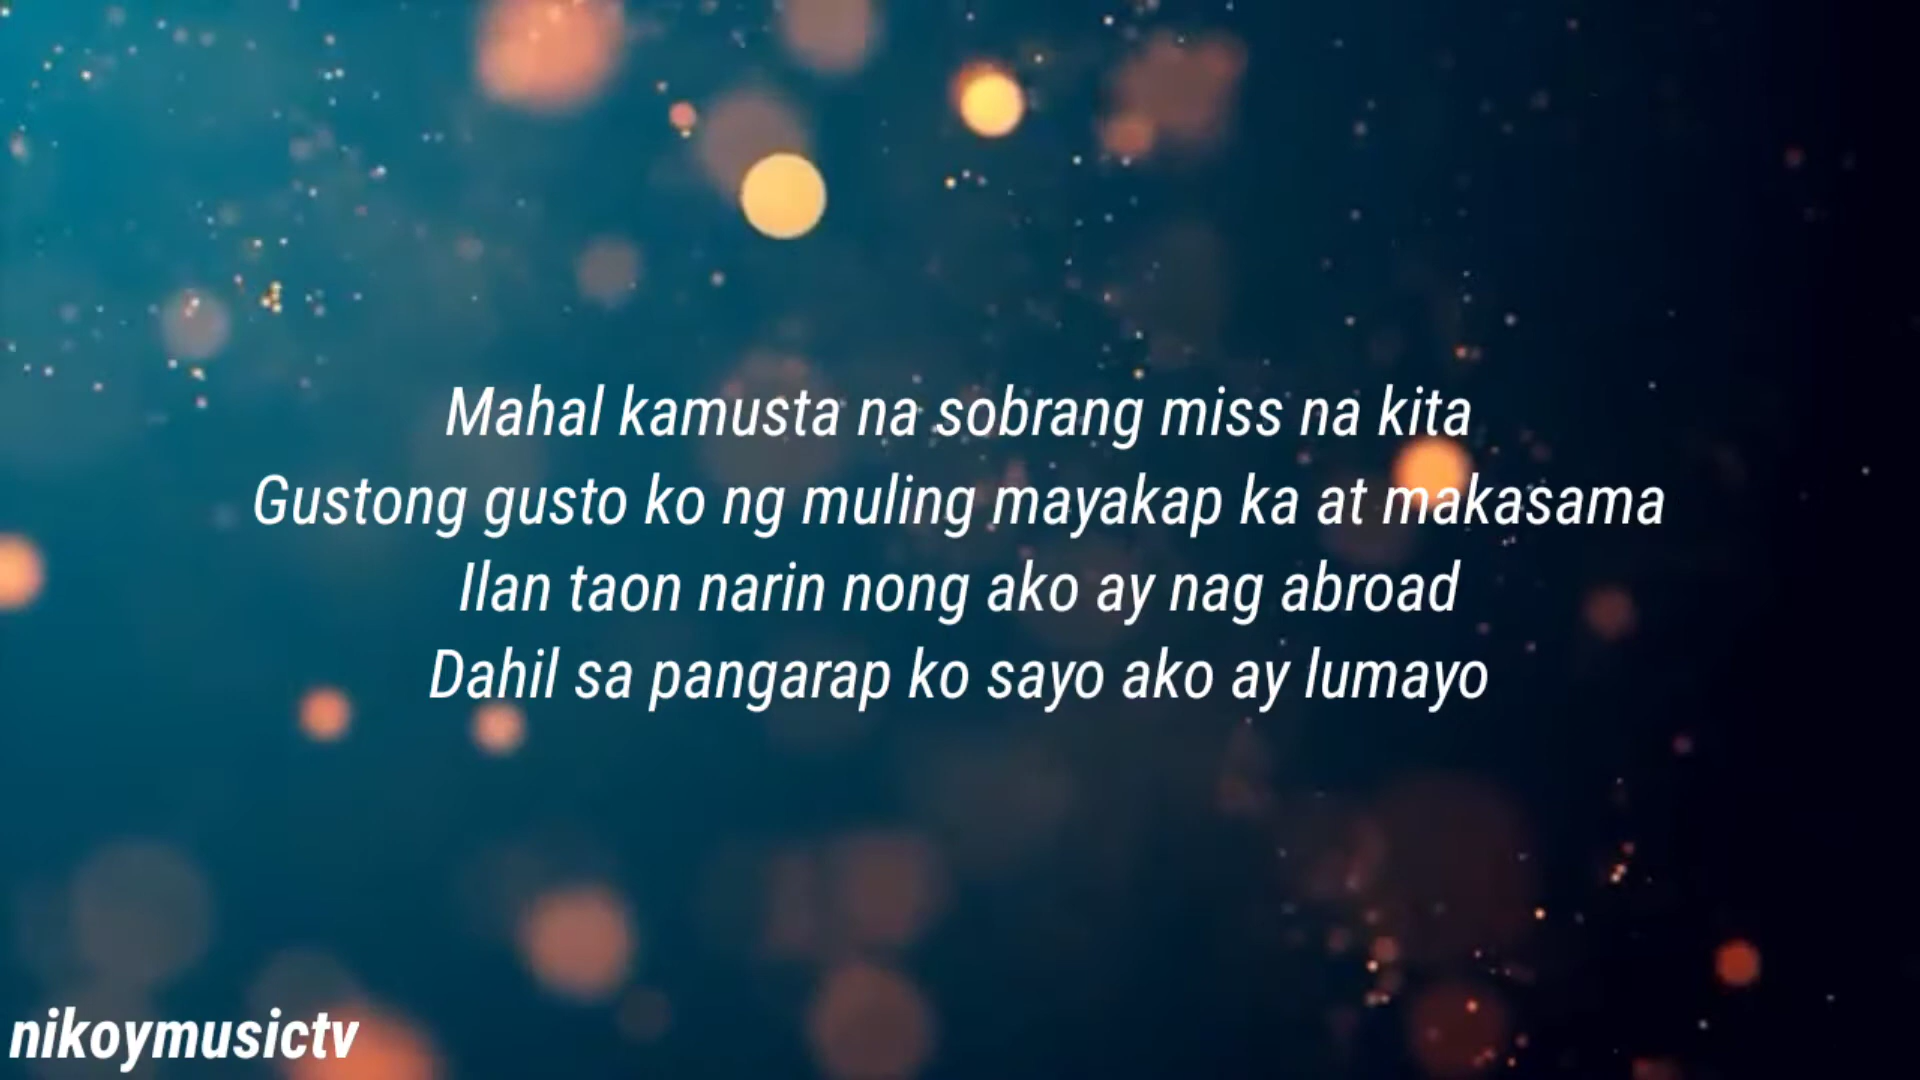 Mahal kamusta na sobrang miss na kita
Gustong gusto ko ng muling mayakap ka at makasama
Ilan taon narin nong ako ay nag abroad
Dahil sa pangarap ko sayo ako ay lumayo
nikoymusictv